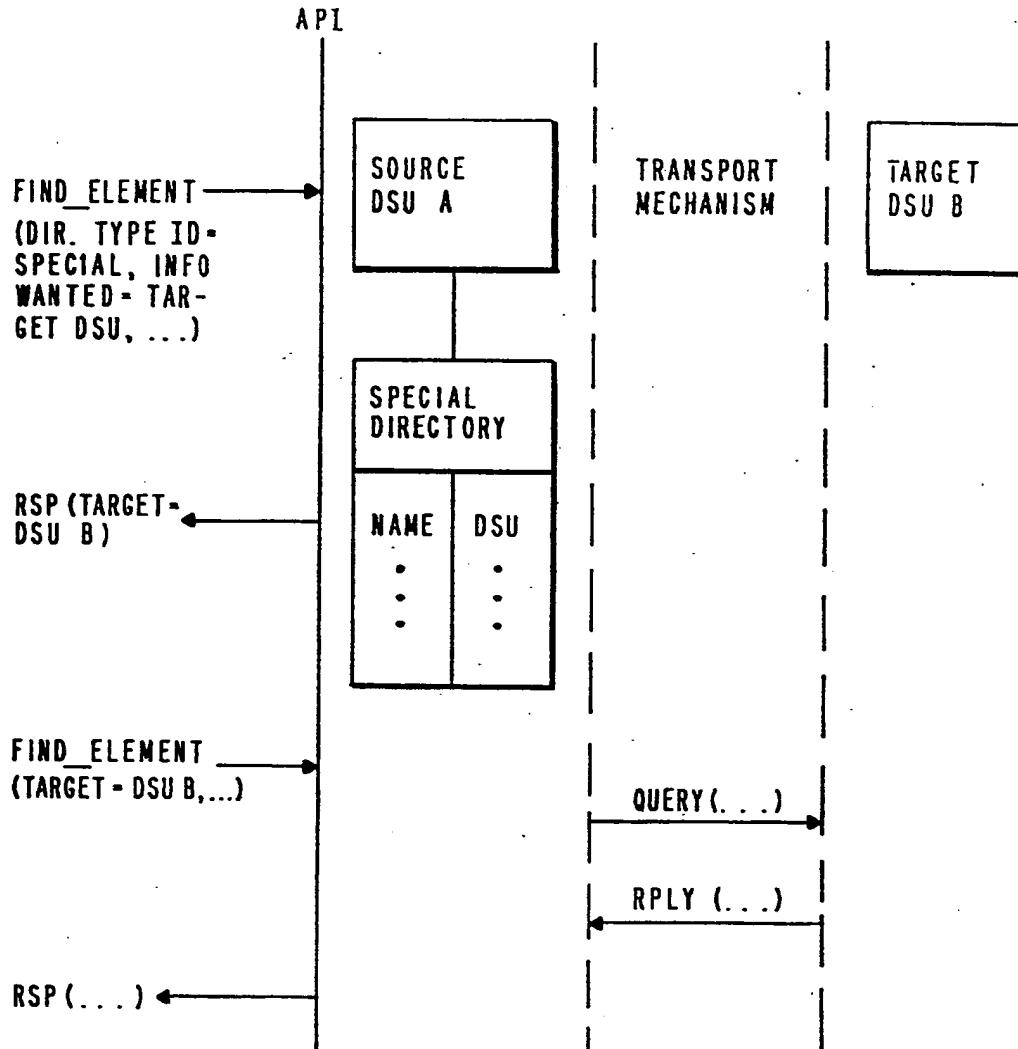 API
FIND_ELEMENT
(DIR. TYPE ID=
SPECIAL, INFO
WANTED= TAR-
GET DSU, ...)
SOURCE
DSU A
TRANSPORT
MECHANISM
TARGET
DSU B
SPECIAL
DIRECTORY
NAME
DSU
RSP (TARGET=
DSU B)
FIND_ELEMENT
(TARGET = DSU B,...)
QUERY(...)
RPLY (...)
RSP (...)